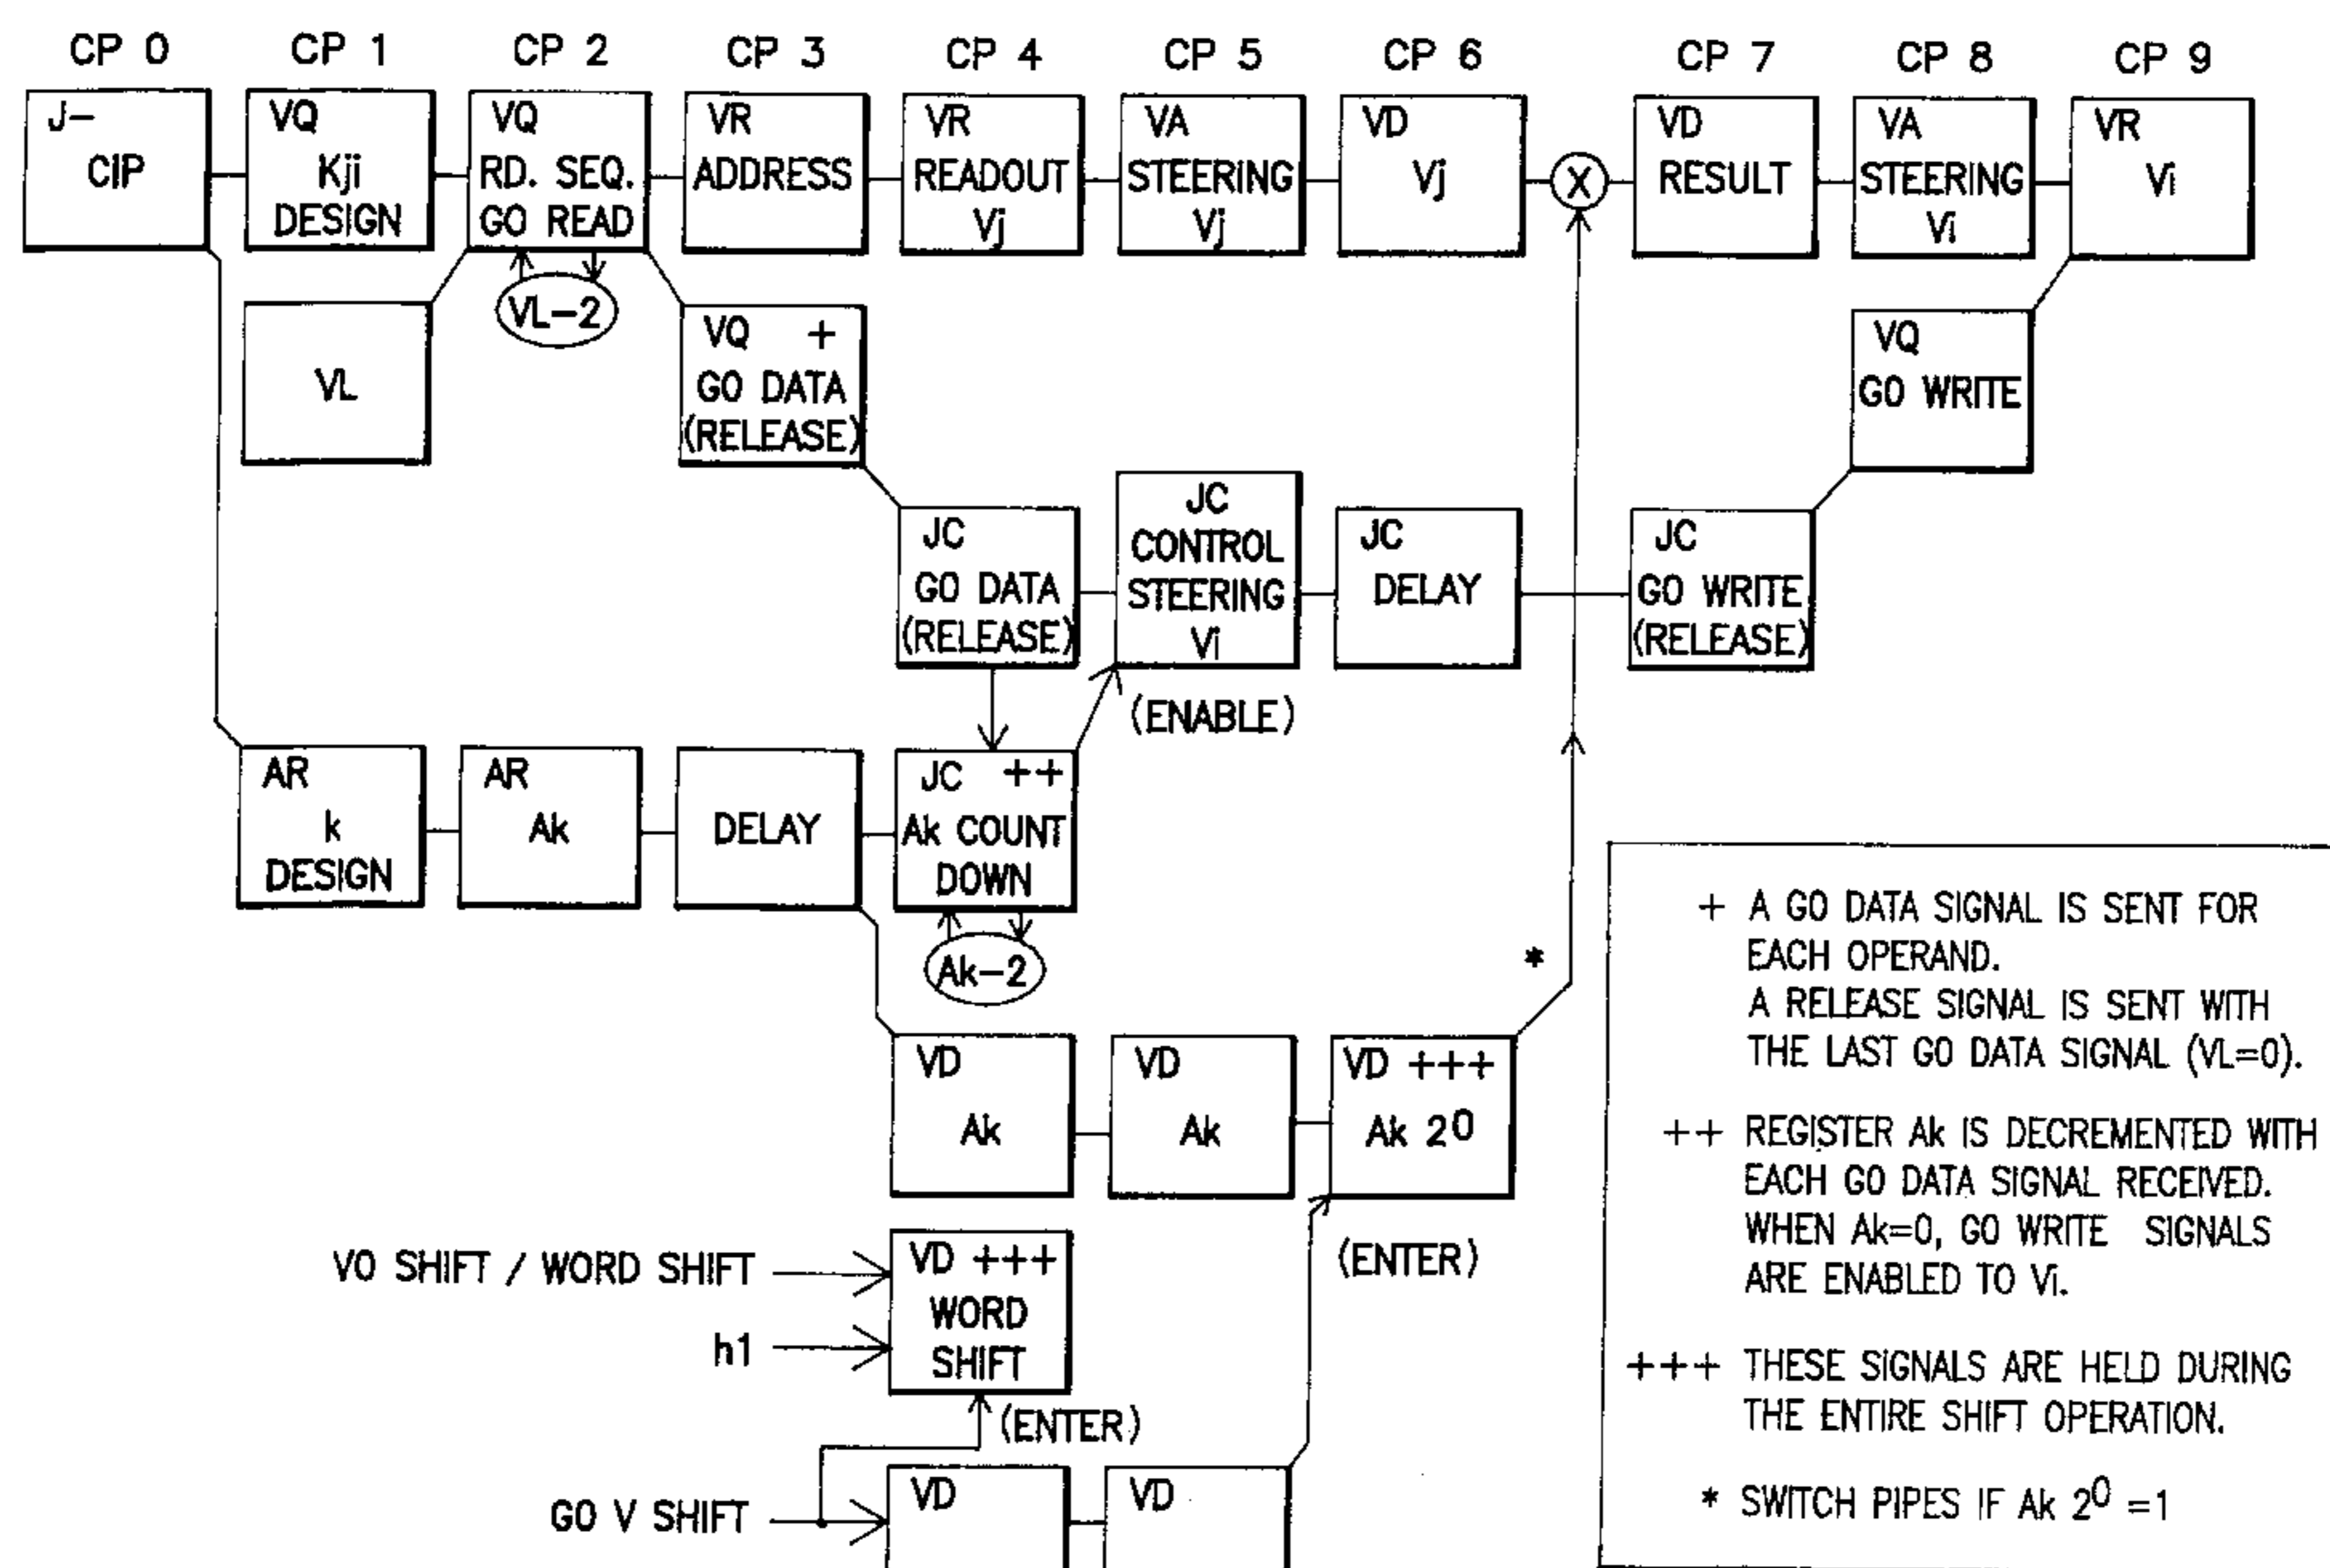 CP 0 CP 1 CP 2 CP 3 CP 4 CP 5 CP 6 CP 7 CP 8 CP 9
J-
CIP
VQ
Kji
DESIGN
VQ
RD. SEQ.
GO READ
VR
ADDRESS
VR
READOUT
Vj
VA
STEERING
Vj
VD
Vj
X
VD
RESULT
VA
STEERING
Vi
VR
Vi
VL
VL-2
VQ +
GO DATA
(RELEASE)
VQ
GO WRITE
JC
GO DATA
(RELEASE)
JC
CONTROL
STEERING
Vi
JC
DELAY
JC
GO WRITE
(RELEASE)
(ENABLE)
AR
k
DESIGN
AR
Ak
DELAY
JC ++
Ak COUNT
DOWN
Ak-2
*
VD
Ak
VD
Ak
VD +++
Ak 2⁰
(ENTER)
VO SHIFT / WORD SHIFT
h1
VD +++
WORD
SHIFT
(ENTER)
GO V SHIFT
VD
VD
+ A GO DATA SIGNAL IS SENT FOR
EACH OPERAND.
A RELEASE SIGNAL IS SENT WITH
THE LAST GO DATA SIGNAL (VL=0).
++ REGISTER Ak IS DECREMENTED WITH
EACH GO DATA SIGNAL RECEIVED.
WHEN Ak=0, GO WRITE SIGNALS
ARE ENABLED TO Vi.
+++ THESE SIGNALS ARE HELD DURING
THE ENTIRE SHIFT OPERATION.
* SWITCH PIPES IF Ak 2⁰ =1